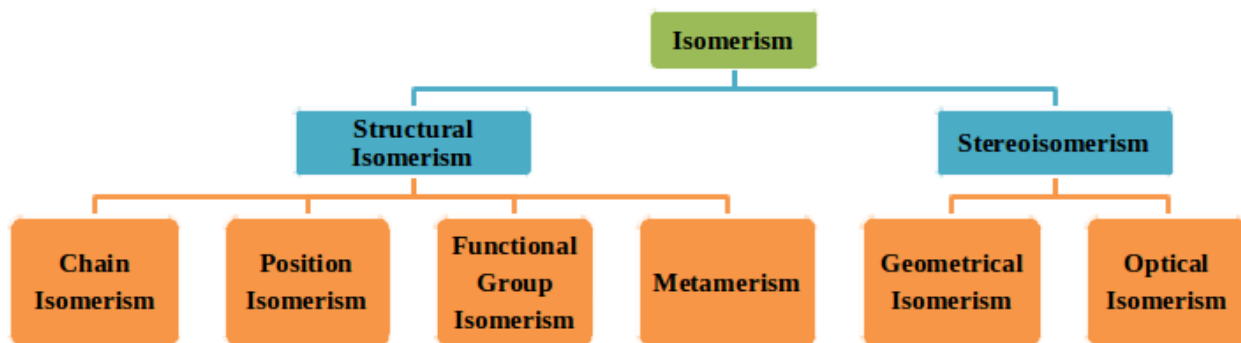 Isomerism
Structural
Isomerism
Stereoisomerism
Chain
Isomerism
Position
Isomerism
Functional
Group
Isomerism
Metamerism
Geometrical
Isomerism
Optical
Isomerism